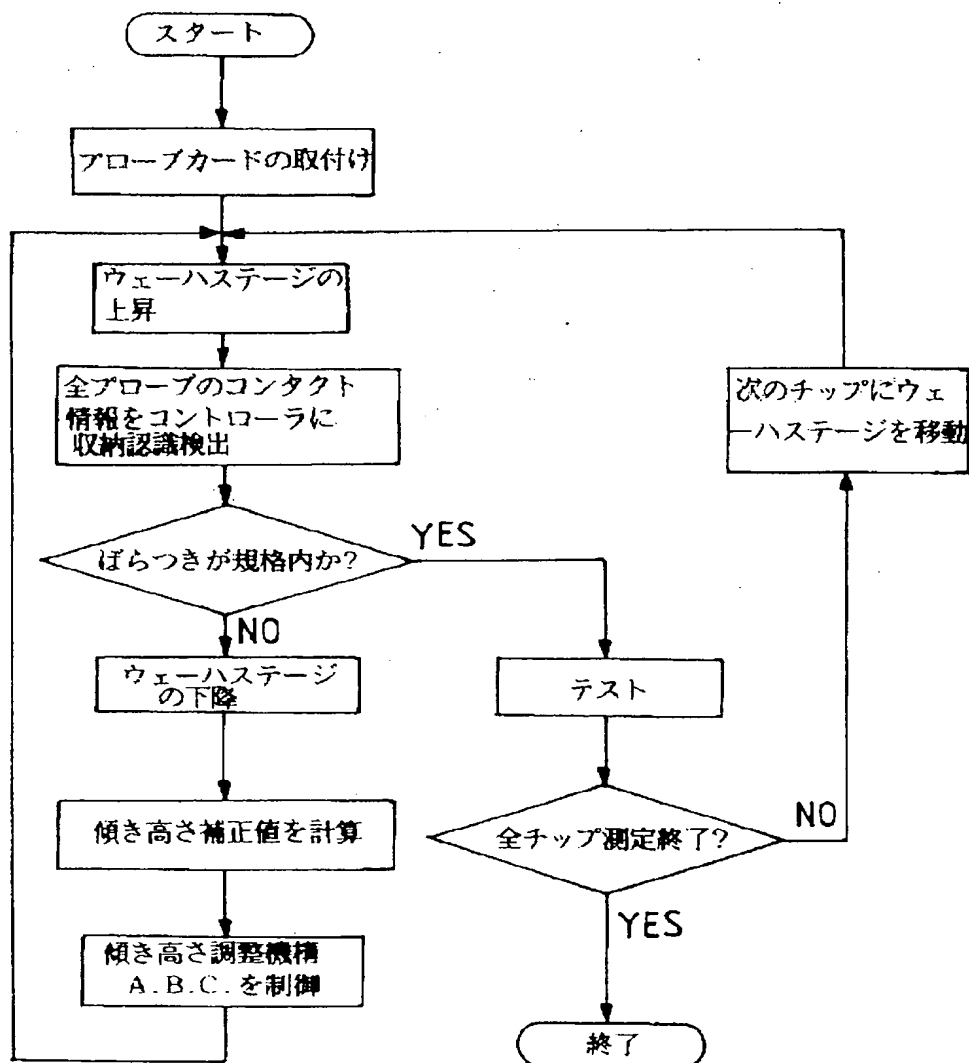 スタート
プローブカードの取付け
ウェーハステージの
上昇
全プローブのコンタクト
情報をコントローラに
収納認識検出
ばらつきが規格内か?
YES
NO
ウェーハステージ
の下降
傾き高さ補正値を計算
傾き高さ調整機構
A.B.C.を制御
テスト
全チップ測定終了?
NO
YES
次のチップにウェ
ーハステージを移動
終了